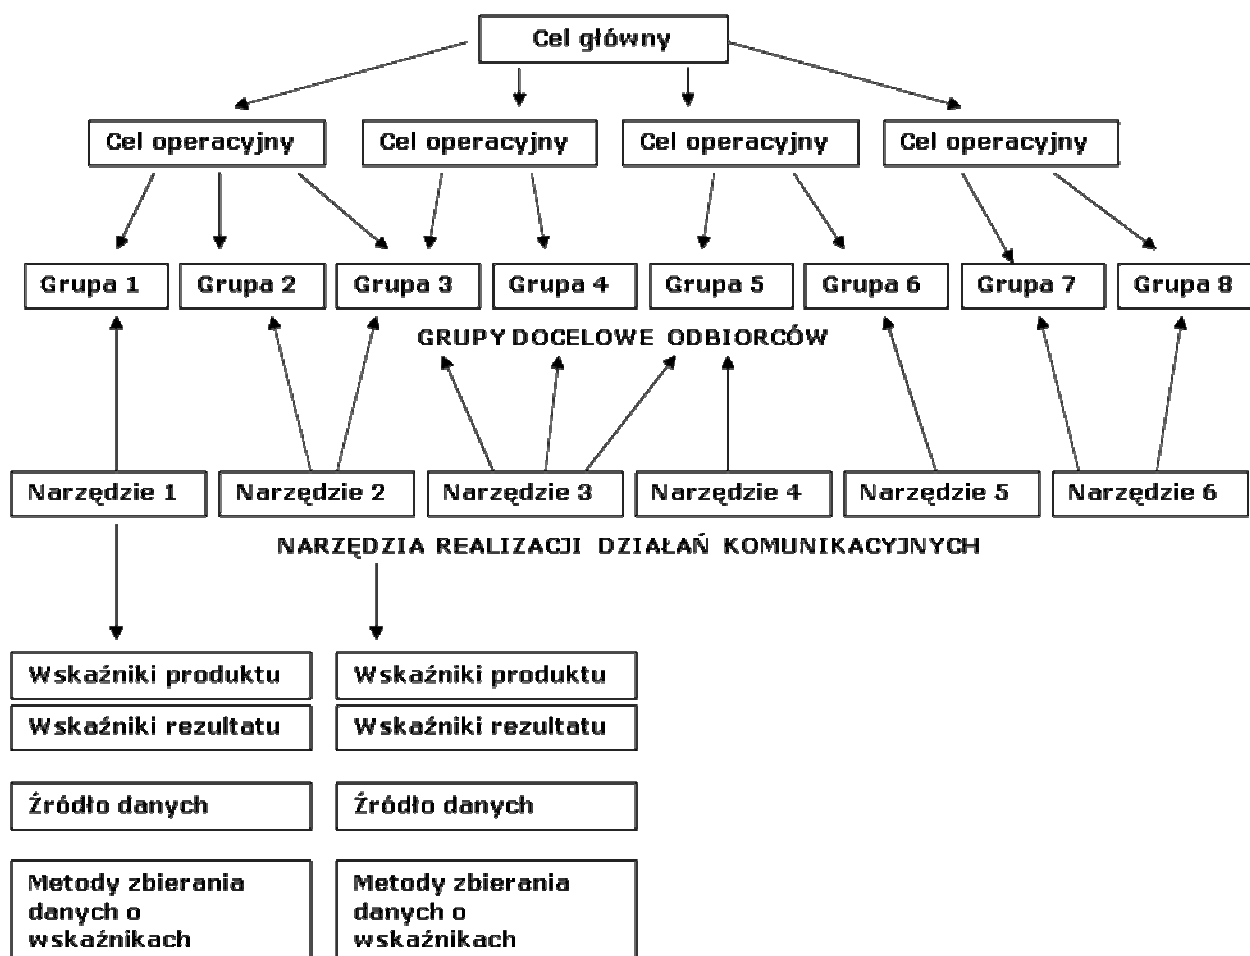 Cel główny
Cel operacyjny
Cel operacyjny
Cel operacyjny
Cel operacyjny
Grupa 1
Grupa 2
Grupa 3
Grupa 4
Grupa 5
Grupa 6
Grupa 7
Grupa 8
GRUPY DOCELOWE ODBIORCÓW
Narzędzie 1
Narzędzie 2
Narzędzie 3
Narzędzie 4
Narzędzie 5
Narzędzie 6
NARZĘDZIA REALIZACJI DZIAŁAŃ KOMUNIKACYJNYCH
Wskaźniki produktu
Wskaźniki produktu
Wskaźniki rezultatu
Wskaźniki rezultatu
Źródło danych
Źródło danych
Metody zbierania
danych o
wskaźnikach
Metody zbierania
danych o
wskaźnikach